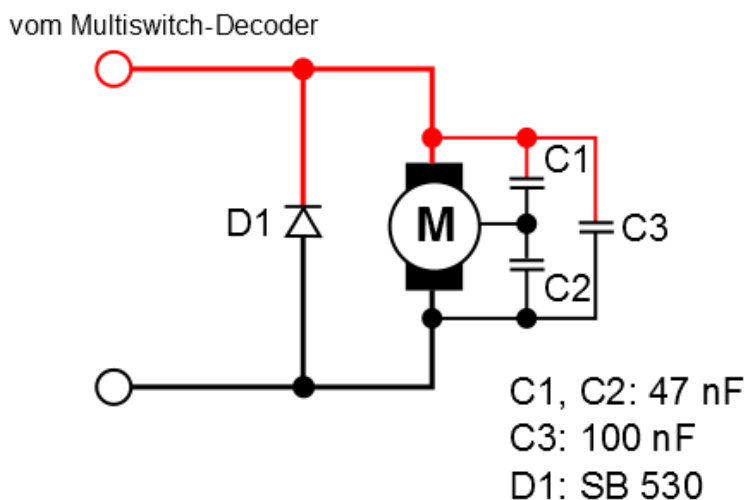 vom Multiswitch-Decoder
C1
D1
M
C3
C2
C1, C2: 47 nF
C3: 100 nF
D1: SB 530